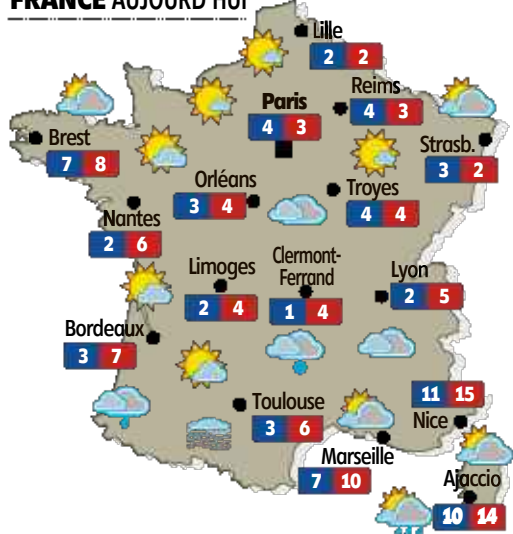 FRANCE AUJOURD'HUI
Lille
2 2
Reims
4 3
Paris
4 3
Strasb.
3 2
Brest
7 8
Orléans
3 4
Troyes
4 4
Nantes
2 6
Limoges
2 4
Clermont-
Ferrand
1 4
Lyon
2 5
Bordeaux
3 7
Toulouse
3 6
11 15
Nice
Marseille
7 10
Ajaccio
10 14